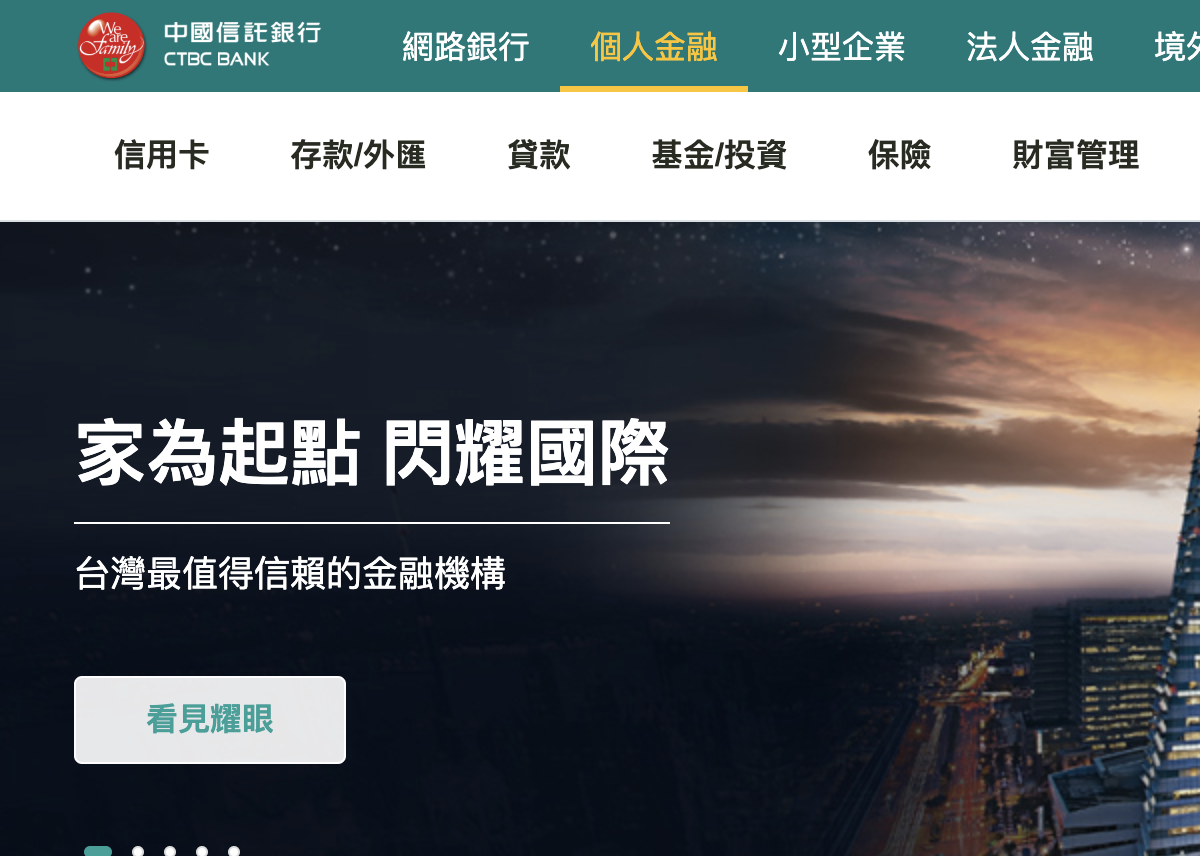 We are Family
中國信託銀行
CTBC BANK
網路銀行 個人金融 小型企業 法人金融 境外
信用卡 存款/外匯 貸款 基金/投資 保險 財富管理
家為起點 閃耀國際
台灣最值得信賴的金融機構
看見耀眼